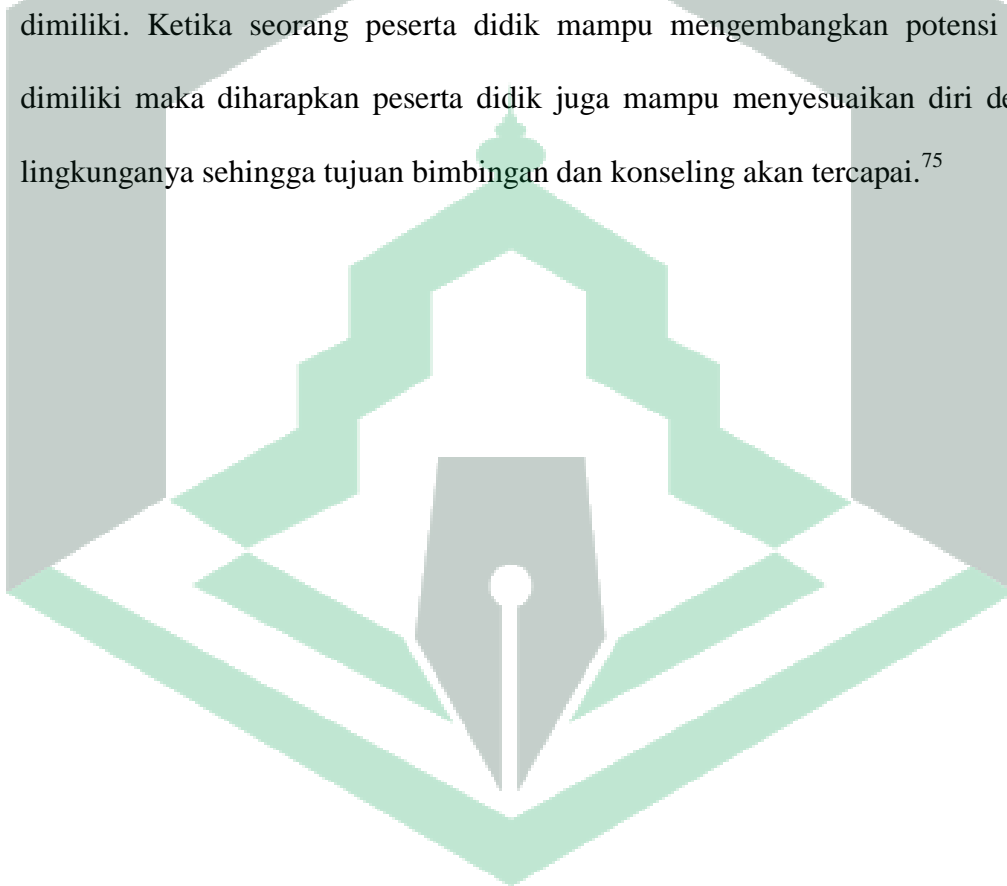 dimiliki. Ketika seorang peserta didik mampu mengembangkan potensi
dimiliki maka diharapkan peserta didik juga mampu menyesuaikan diri de
lingkunganya sehingga tujuan bimbingan dan konseling akan tercapai.75